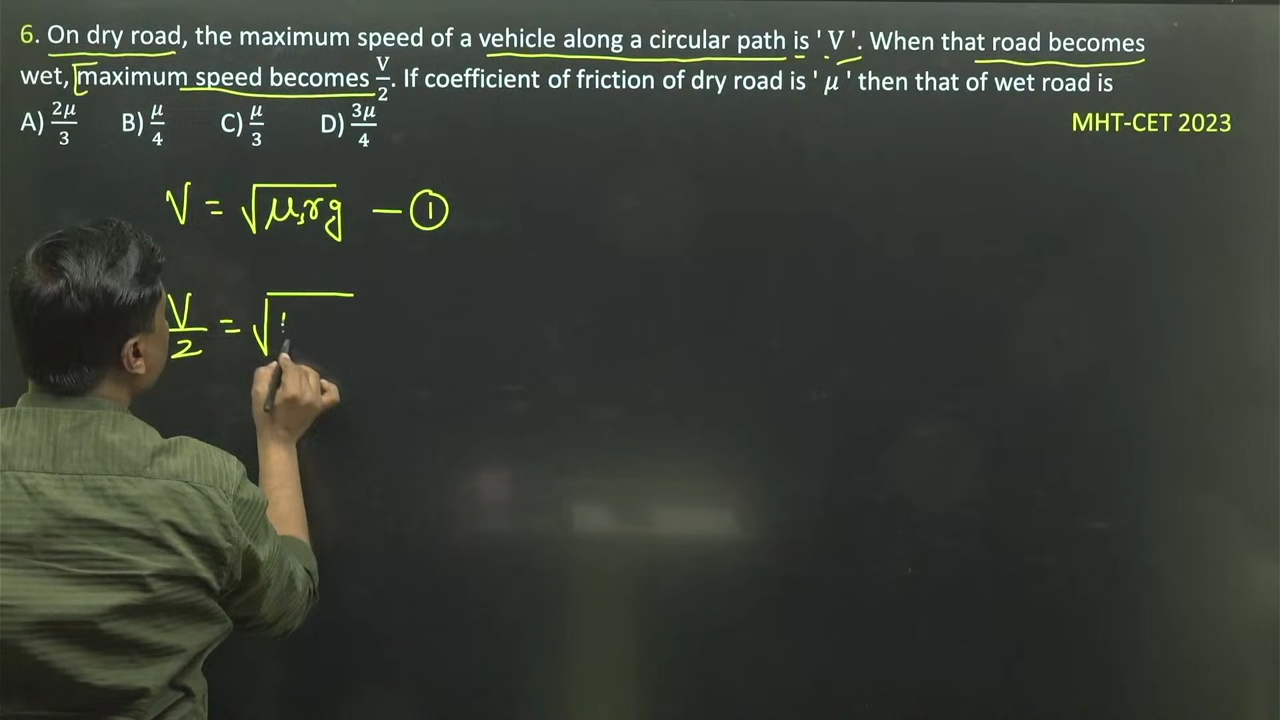 6. On dry road, the maximum speed of a vehicle along a circular path is ' V '. When that road becomes
wet, maximum speed becomes V/2. If coefficient of friction of dry road is ' μ ' then that of wet road is
A) 2μ/3 B) μ/4 C) μ/3 D) 3μ/4
MHT-CET 2023
V = √μsrg — ①
V/2 = √